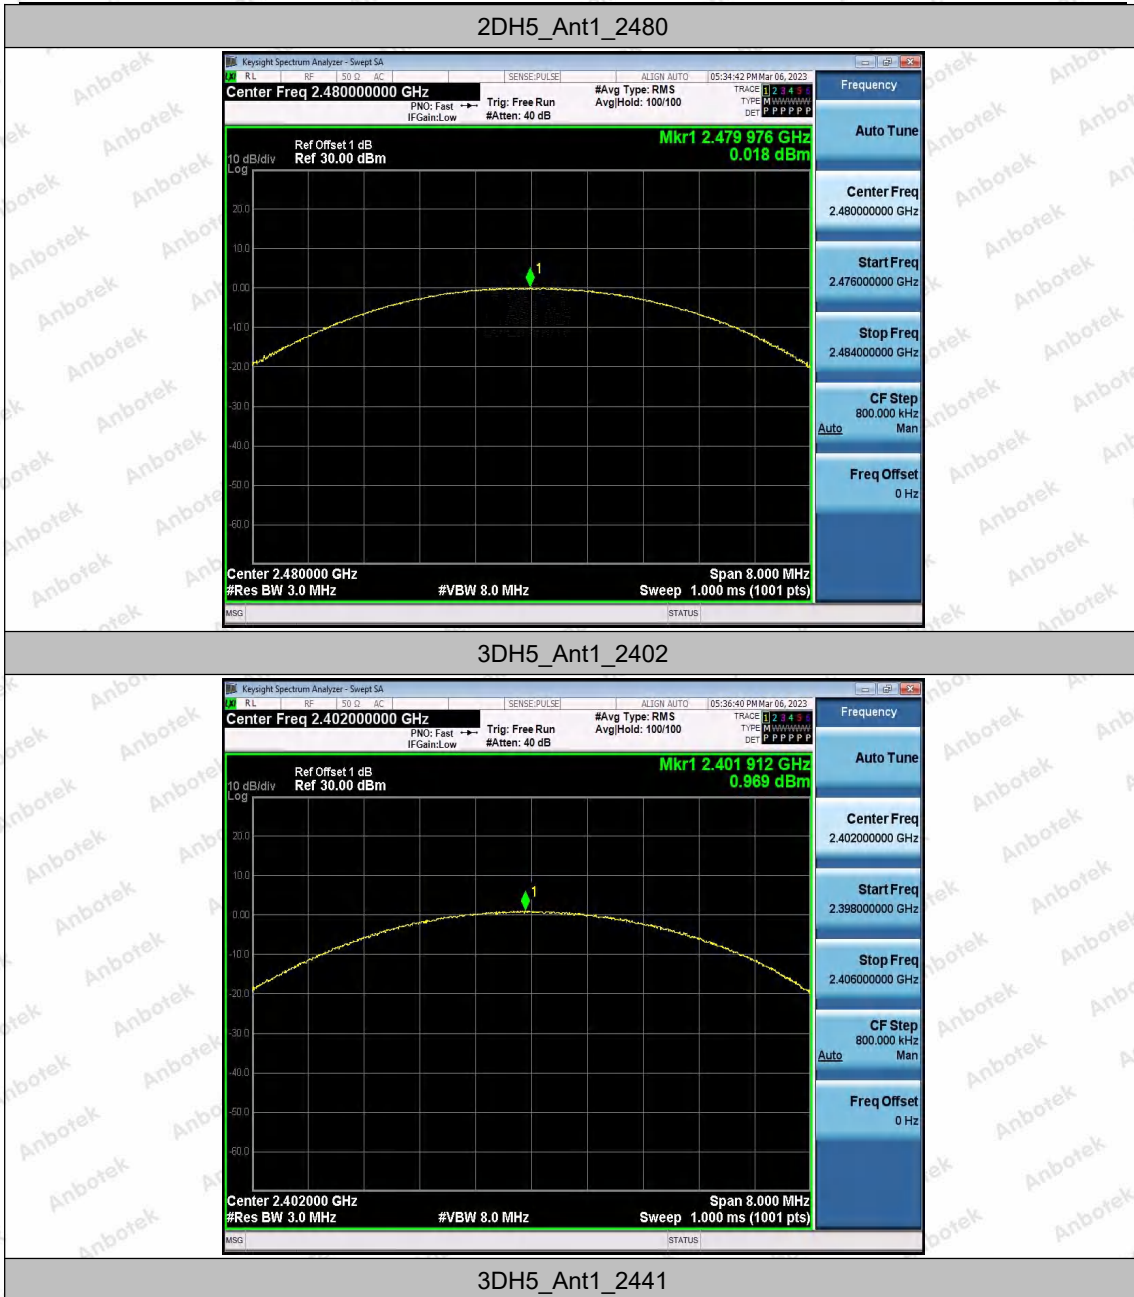 2DH5_Ant1_2480
Keysight Spectrum Analyzer - Swept SA
LXI RL RF 50 Ω AC SENSE:PULSE ALIGN AUTO 05:34:42 PM Mar 06, 2023
Center Freq 2.480000000 GHz
PNO: Fast
IFGain:Low
Trig: Free Run
#Atten: 40 dB
#Avg Type: RMS
Avg|Hold: 100/100
TRACE 1 2 3 4 5 6
TYPE M WWWWW
DET P P P P P P
Mkr1 2.479 976 GHz
0.018 dBm
Ref Offset 1 dB
10 dB/div Ref 30.00 dBm
Log
20.0
10.0
0.00
-10.0
-20.0
-30.0
-40.0
-50.0
-60.0
1
Center 2.480000 GHz Span 8.000 MHz
#Res BW 3.0 MHz #VBW 8.0 MHz Sweep 1.000 ms (1001 pts)
MSG STATUS
Frequency
Auto Tune
Center Freq
2.480000000 GHz
Start Freq
2.476000000 GHz
Stop Freq
2.484000000 GHz
CF Step
800.000 kHz
Auto Man
Freq Offset
0 Hz
3DH5_Ant1_2402
Keysight Spectrum Analyzer - Swept SA
LXI RL RF 50 Ω AC SENSE:PULSE ALIGN AUTO 05:36:40 PM Mar 06, 2023
Center Freq 2.402000000 GHz
PNO: Fast
IFGain:Low
Trig: Free Run
#Atten: 40 dB
#Avg Type: RMS
Avg|Hold: 100/100
TRACE 1 2 3 4 5 6
TYPE M WWWWW
DET P P P P P P
Mkr1 2.401 912 GHz
0.969 dBm
Ref Offset 1 dB
10 dB/div Ref 30.00 dBm
Log
20.0
10.0
0.00
-10.0
-20.0
-30.0
-40.0
-50.0
-60.0
1
Center 2.402000 GHz Span 8.000 MHz
#Res BW 3.0 MHz #VBW 8.0 MHz Sweep 1.000 ms (1001 pts)
MSG STATUS
Frequency
Auto Tune
Center Freq
2.402000000 GHz
Start Freq
2.398000000 GHz
Stop Freq
2.406000000 GHz
CF Step
800.000 kHz
Auto Man
Freq Offset
0 Hz
3DH5_Ant1_2441
Anbotek